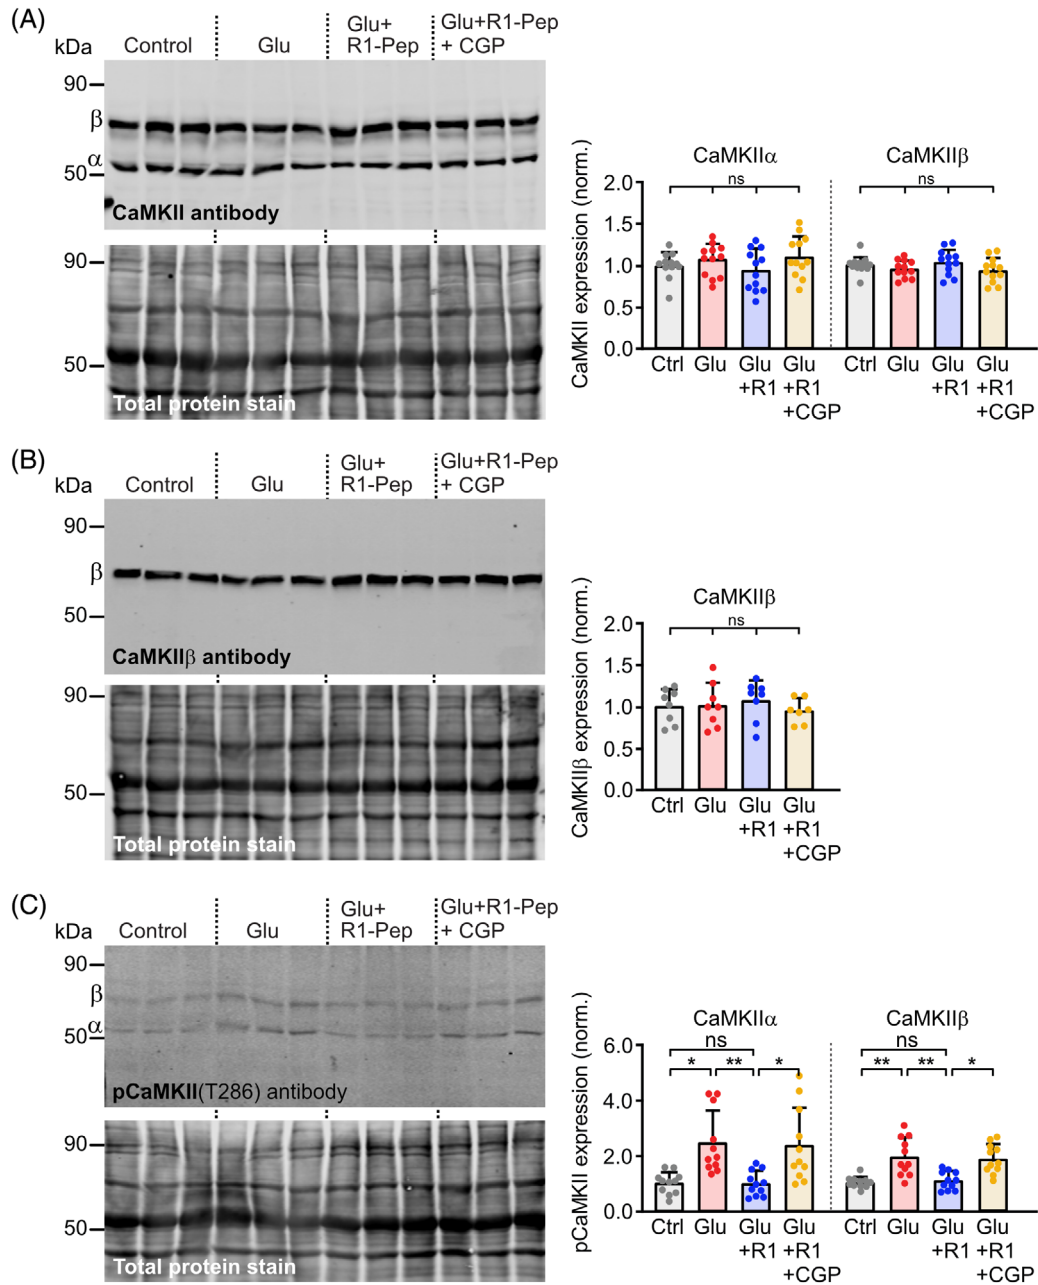 (A)
kDa
Control
Glu
Glu+
R1-Pep
Glu+R1-Pep
+ CGP
90
β
α
50
CaMKII antibody
90
50
Total protein stain
CaMKII expression (norm.)
CaMKIIα
CaMKIIβ
ns
ns
2.0
1.5
1.0
0.5
0.0
Ctrl
Glu
Glu
+R1
Glu
+R1
+CGP
Ctrl
Glu
Glu
+R1
Glu
+R1
+CGP
(B)
kDa
Control
Glu
Glu+
R1-Pep
Glu+R1-Pep
+ CGP
90
β
50
CaMKIIβ antibody
90
50
Total protein stain
CaMKIIβ expression (norm.)
CaMKIIβ
ns
2.0
1.5
1.0
0.5
0.0
Ctrl
Glu
Glu
+R1
Glu
+R1
+CGP
(C)
kDa
Control
Glu
Glu+
R1-Pep
Glu+R1-Pep
+ CGP
90
β
α
50
pCaMKII(T286) antibody
90
50
Total protein stain
pCaMKII expression (norm.)
CaMKIIα
CaMKIIβ
ns
ns
* ** *
** ** *
6.0
4.0
2.0
0.0
Ctrl
Glu
Glu
+R1
Glu
+R1
+CGP
Ctrl
Glu
Glu
+R1
Glu
+R1
+CGP